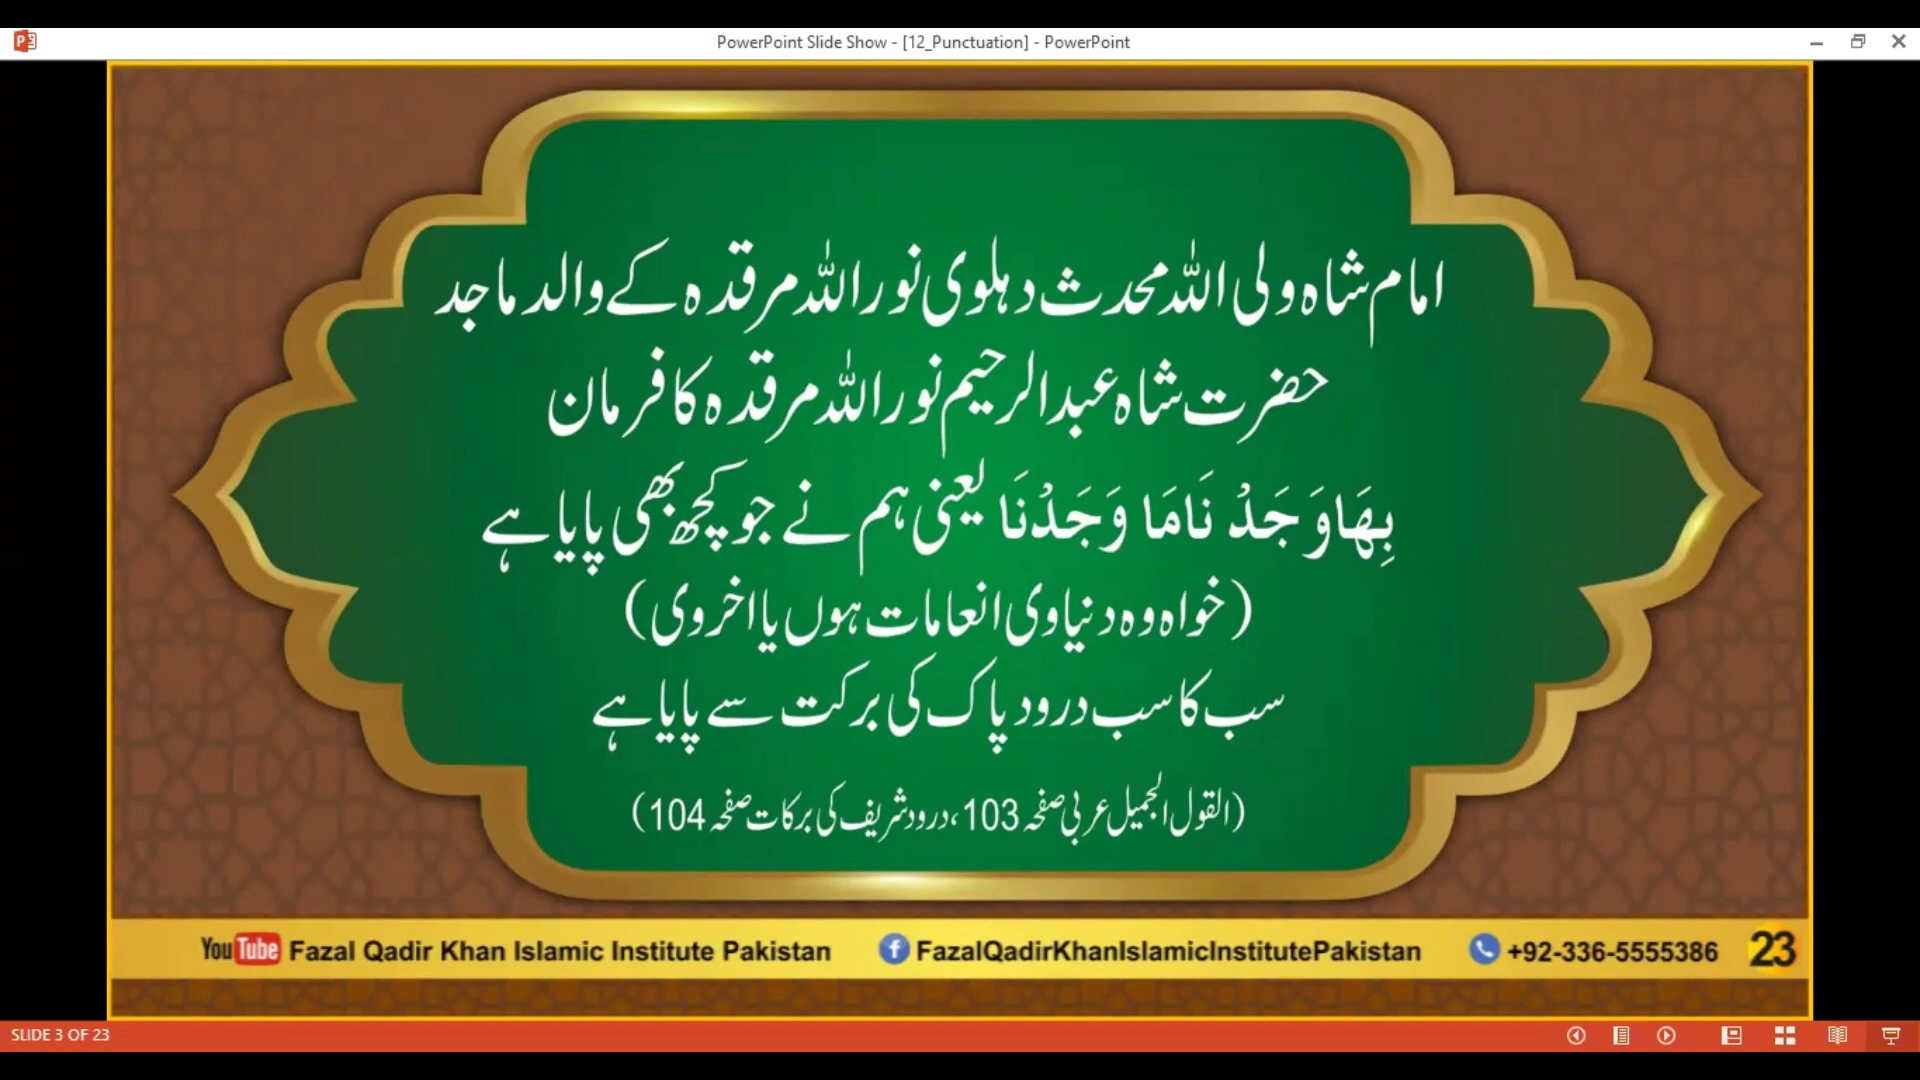 PowerPoint Slide Show - [12_Punctuation] - PowerPoint
امام شاہ ولی اللہ محدث دہلوی نور اللہ مرقدہ کے والد ماجد
حضرت شاہ عبدالرحیم نور اللہ مرقدہ کا فرمان
بِهَاوَجَدْ نَامَا وَجَدْنَا یعنی ہم نے جو کچھ بھی پایا ہے
(خواہ وہ دنیاوی انعامات ہوں یا اخروی)
سب کا سب درود پاک کی برکت سے پایا ہے
(القول الجمیل عربی صفحہ 103، درود شریف کی برکات صفحہ 104)
YouTube Fazal Qadir Khan Islamic Institute Pakistan FazalQadirKhanIslamicInstitutePakistan +92-336-5555386 23
SLIDE 3 OF 23